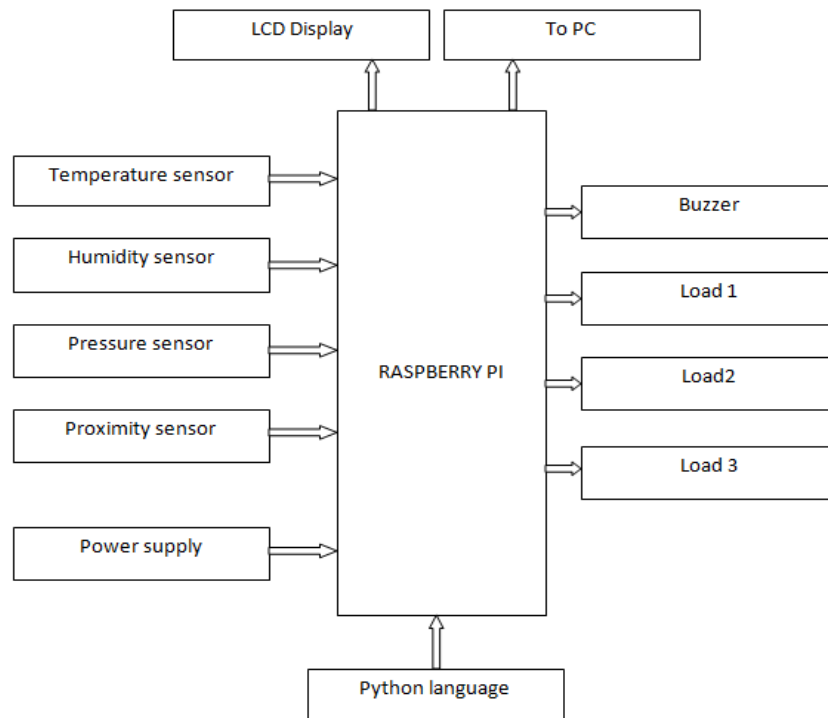 LCD Display
To PC
Temperature sensor
Humidity sensor
Pressure sensor
Proximity sensor
Power supply
RASPBERRY PI
Buzzer
Load 1
Load2
Load 3
Python language